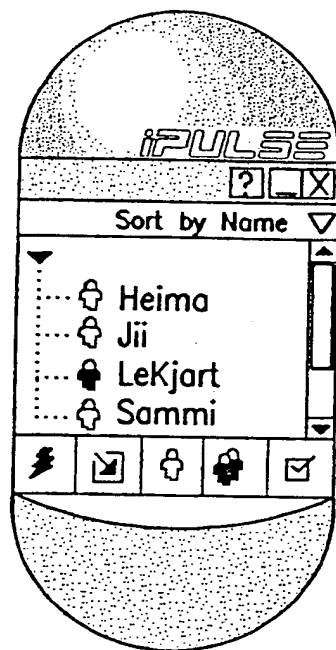 iPULSE
? _ X
Sort by Name
Heima
Jii
LeKjart
Sammi